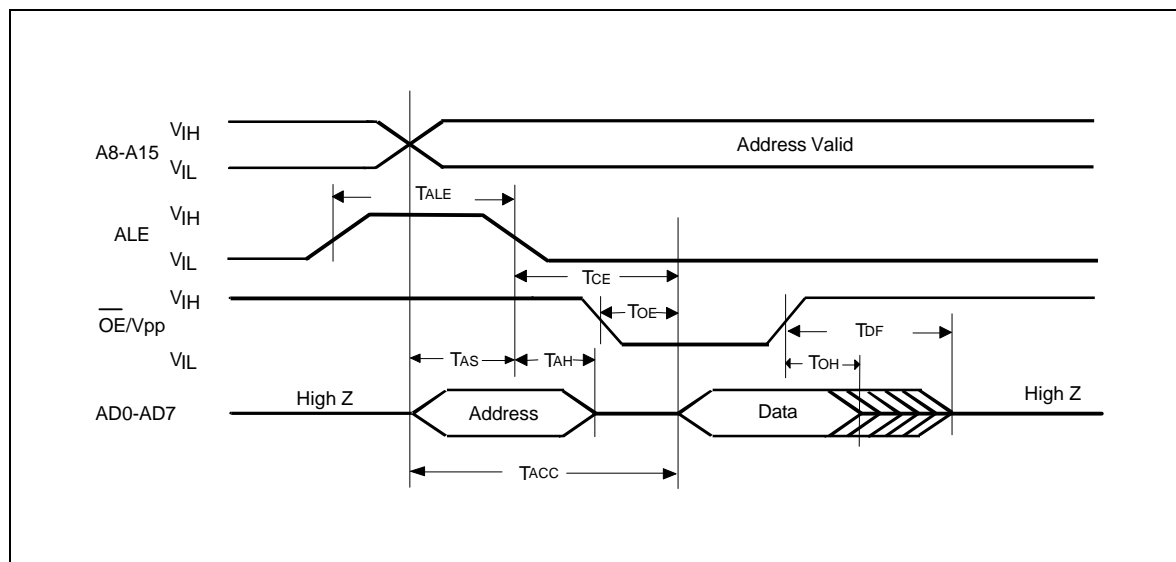 VIH
A8-A15
Address Valid
VIL
TALE
VIH
ALE
VIL
TCE
VIH
TOE
OE/Vpp
TDF
VIL
TAS
TAH
TOH
High Z
High Z
AD0-AD7
Address
Data
TACC